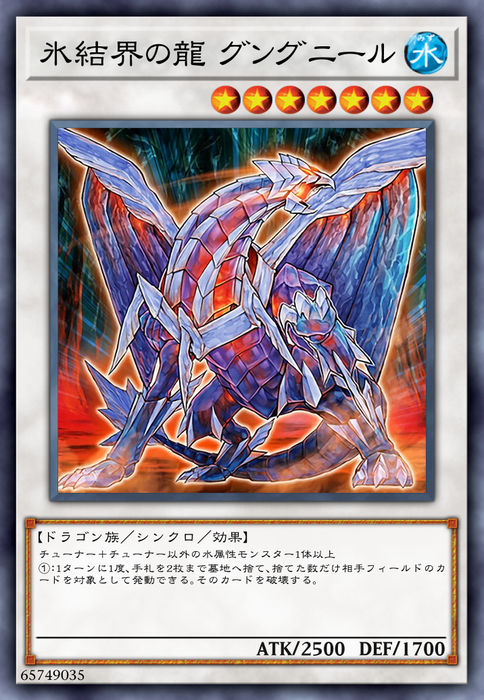 氷結界の龍 グングニール
みず
水
【ドラゴン族/シンクロ/効果】
チューナー+チューナー以外の水属性モンスター1体以上
①:1ターンに1度、手札を2枚まで墓地へ捨て、捨てた数だけ相手フィールドのカ
ードを対象として発動できる。そのカードを破壊する。
ATK/2500 DEF/1700
65749035